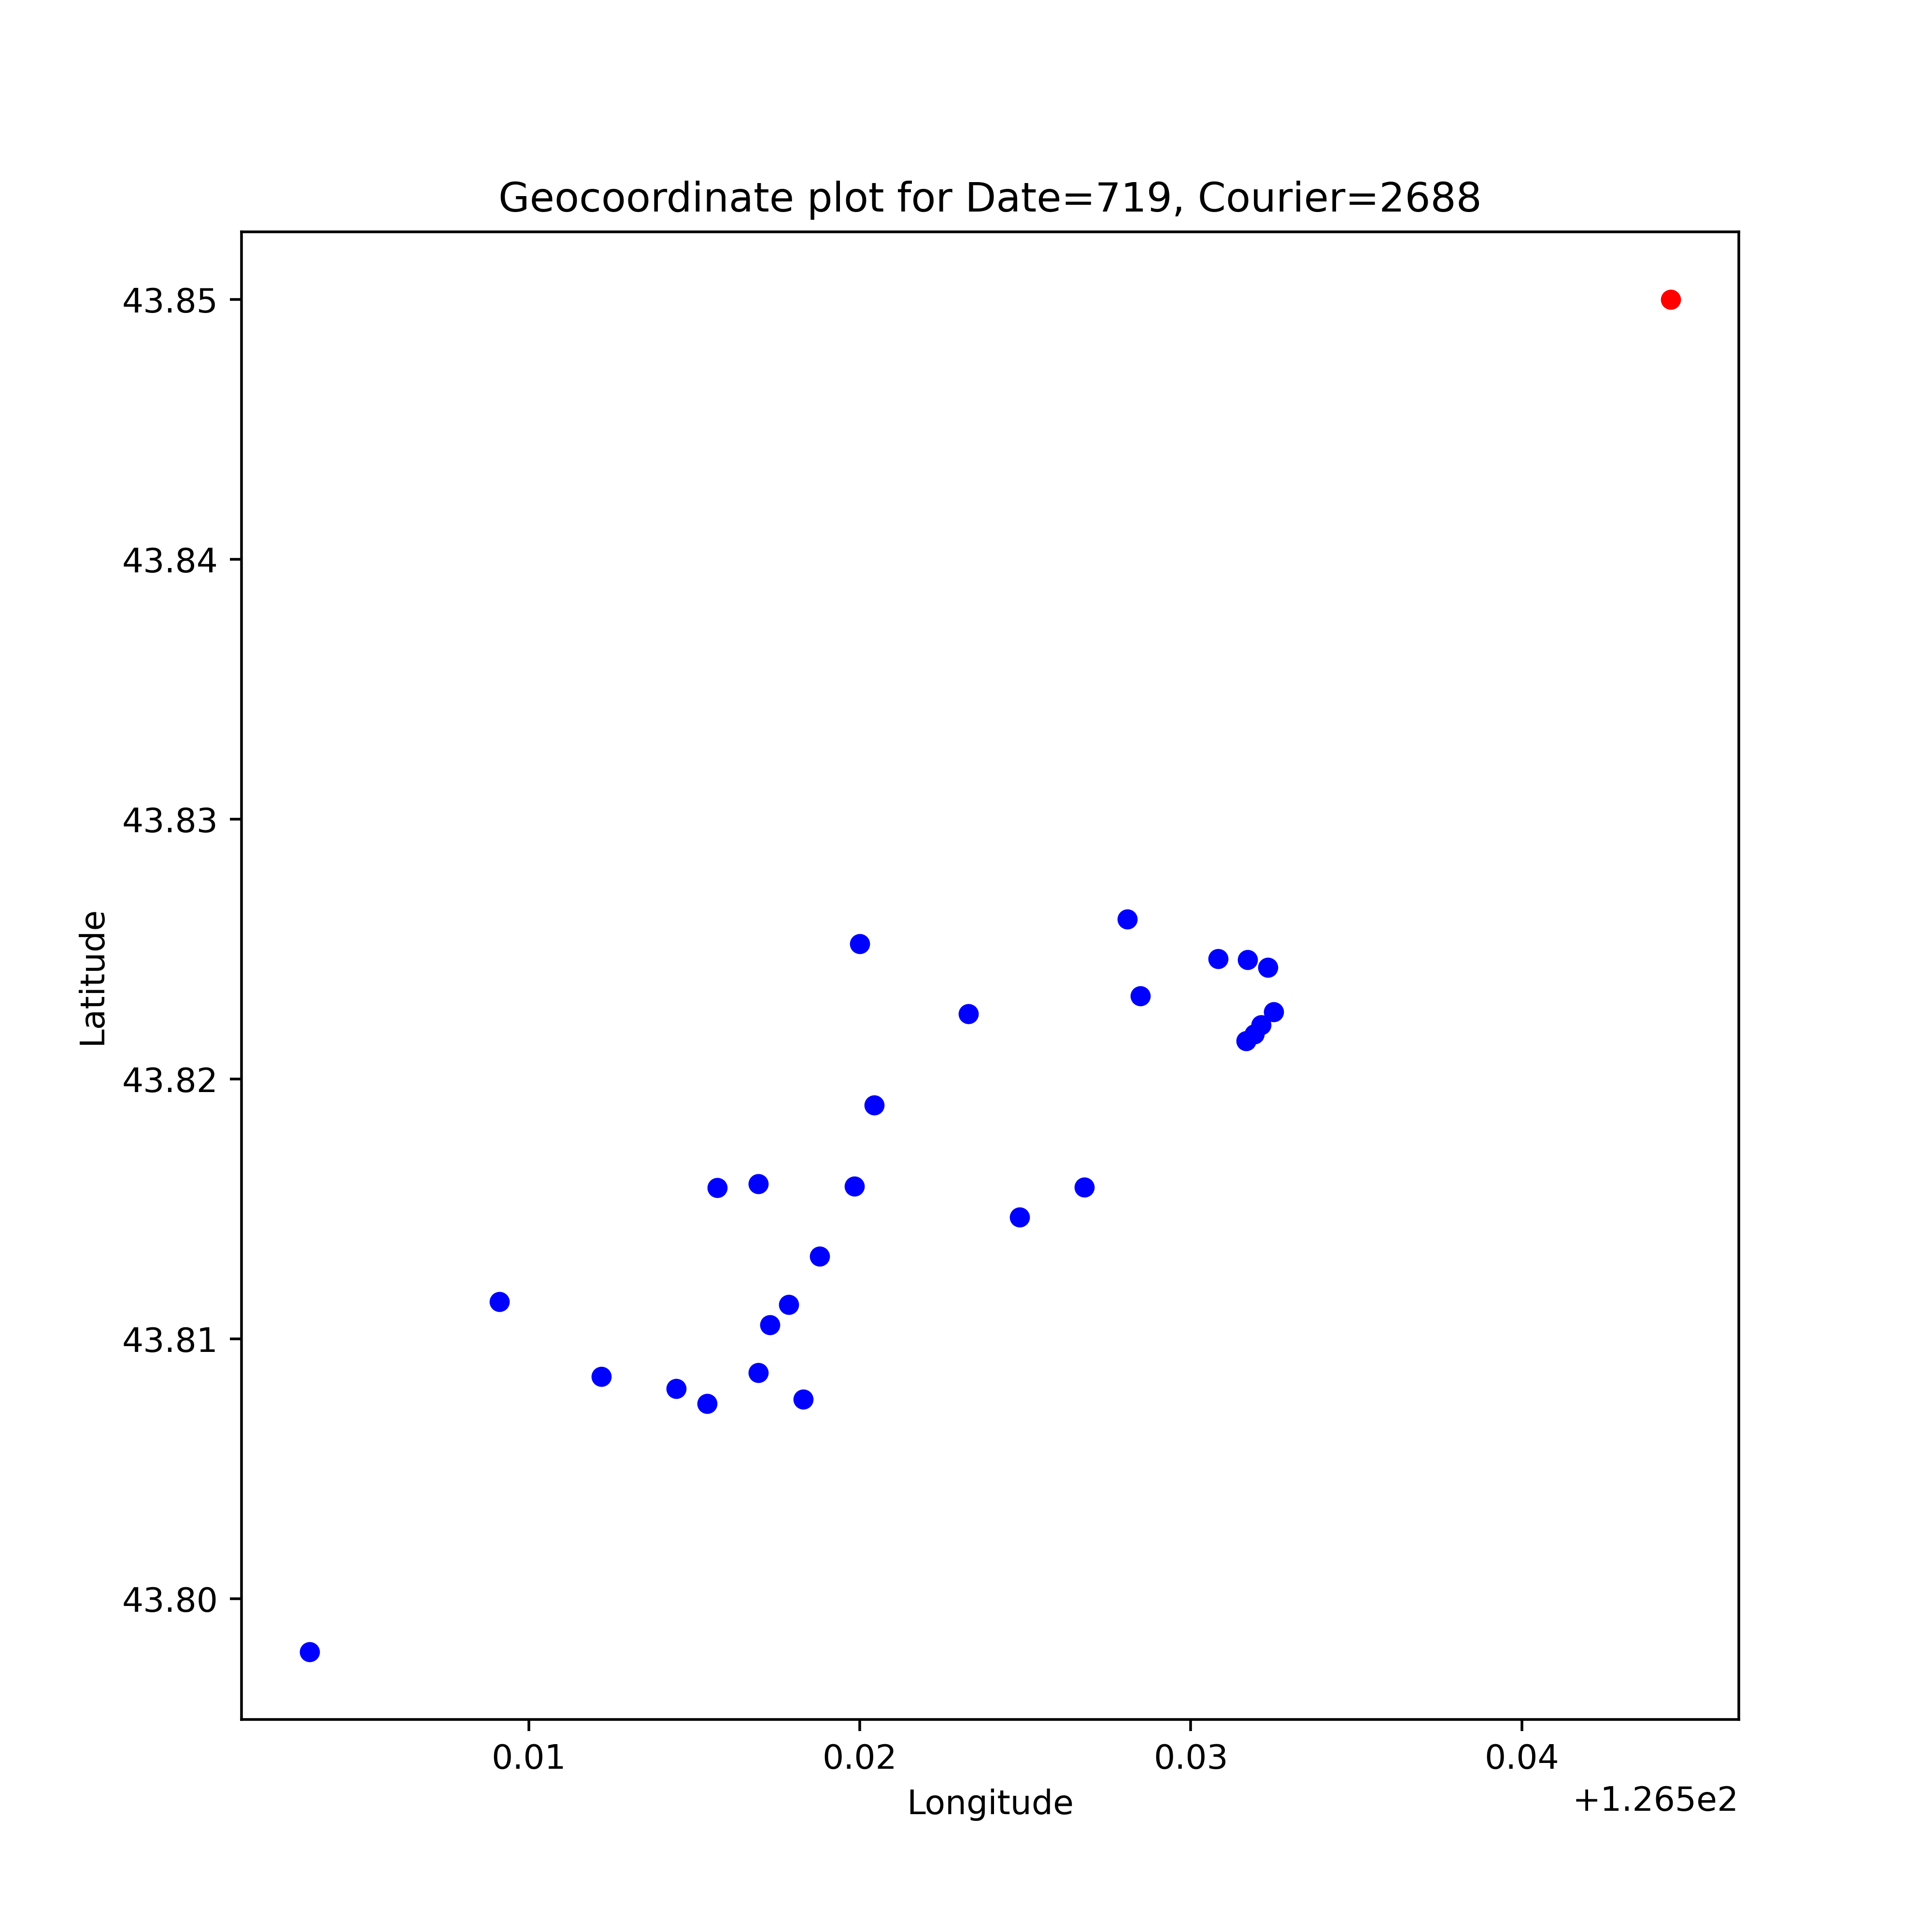 Geocoordinate plot for Date=719, Courier=2688
43.85
43.84
43.83
43.82
43.81
43.80
Latitude
0.01
0.02
0.03
0.04
+1.265e2
Longitude